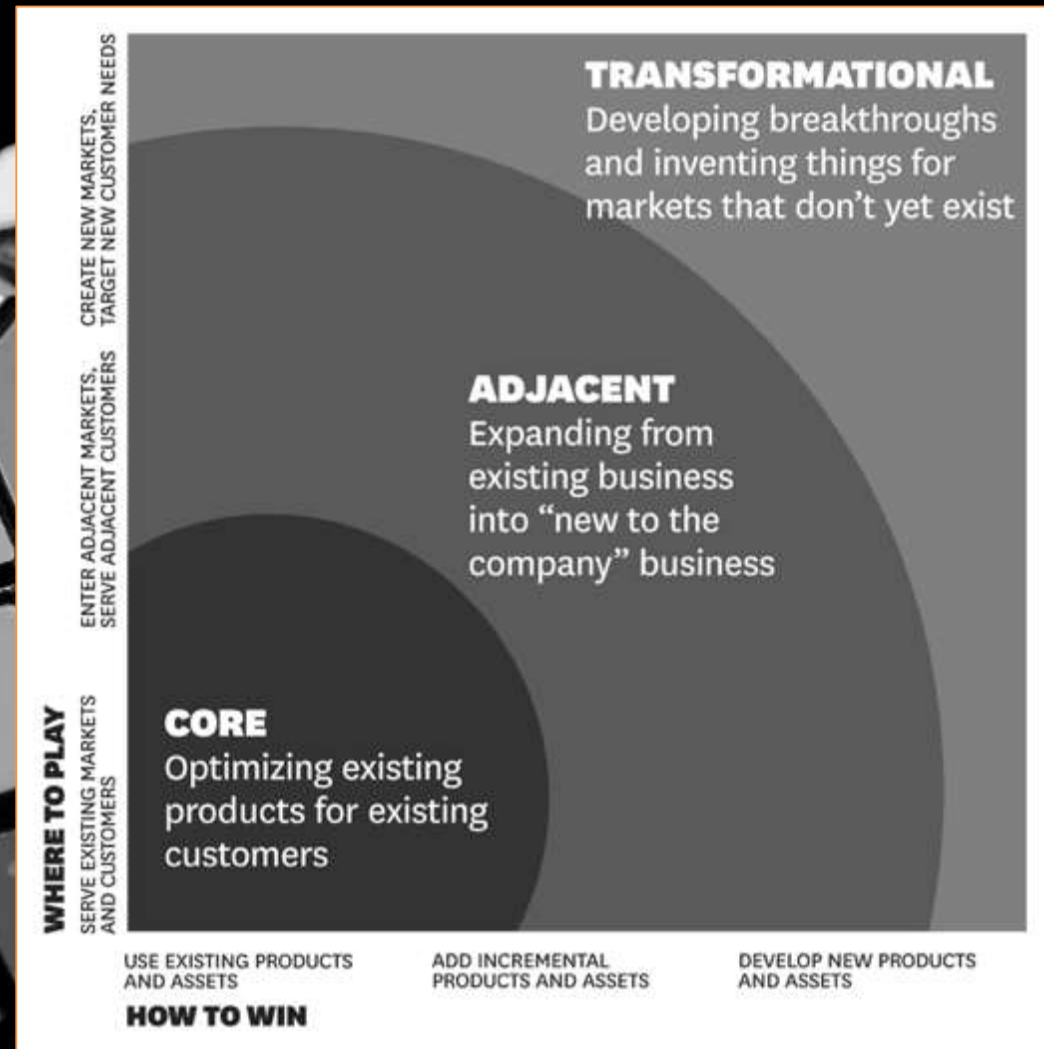 TRANSFORMATIONAL
Developing breakthroughs
and inventing things for
markets that don’t yet exist
ADJACENT
Expanding from
existing business
into “new to the
company” business
CORE
Optimizing existing
products for existing
customers
WHERE TO PLAY
CREATE NEW MARKETS,
TARGET NEW CUSTOMER NEEDS
ENTER ADJACENT MARKETS,
SERVE ADJACENT CUSTOMERS
SERVE EXISTING MARKETS
AND CUSTOMERS
USE EXISTING PRODUCTS
AND ASSETS
ADD INCREMENTAL
PRODUCTS AND ASSETS
DEVELOP NEW PRODUCTS
AND ASSETS
HOW TO WIN